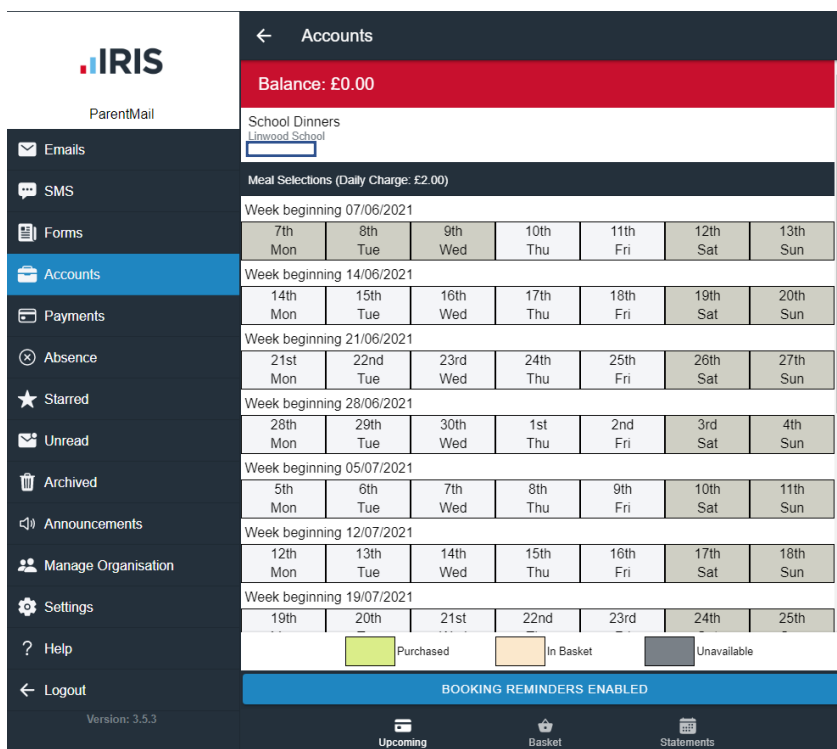 IRIS
ParentMail
Emails
SMS
Forms
Accounts
Payments
Absence
Starred
Unread
Archived
Announcements
Manage Organisation
Settings
? Help
Logout
Version: 3.5.3
Accounts
Balance: £0.00
School Dinners
Linwood School
Meal Selections (Daily Charge: £2.00)
Week beginning 07/06/2021
7th 8th 9th 10th 11th 12th 13th
Mon Tue Wed Thu Fri Sat Sun
Week beginning 14/06/2021
14th 15th 16th 17th 18th 19th 20th
Mon Tue Wed Thu Fri Sat Sun
Week beginning 21/06/2021
21st 22nd 23rd 24th 25th 26th 27th
Mon Tue Wed Thu Fri Sat Sun
Week beginning 28/06/2021
28th 29th 30th 1st 2nd 3rd 4th
Mon Tue Wed Thu Fri Sat Sun
Week beginning 05/07/2021
5th 6th 7th 8th 9th 10th 11th
Mon Tue Wed Thu Fri Sat Sun
Week beginning 12/07/2021
12th 13th 14th 15th 16th 17th 18th
Mon Tue Wed Thu Fri Sat Sun
Week beginning 19/07/2021
19th 20th 21st 22nd 23rd 24th 25th
Purchased In Basket Unavailable
BOOKING REMINDERS ENABLED
Upcoming Basket Statements